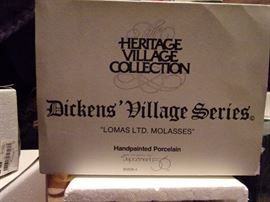 HERITAGE
VILLAGE
COLLECTION
Dickens' Village Series©
"LOMAS LTD. MOLASSES"
Handpainted Porcelain
Department 56